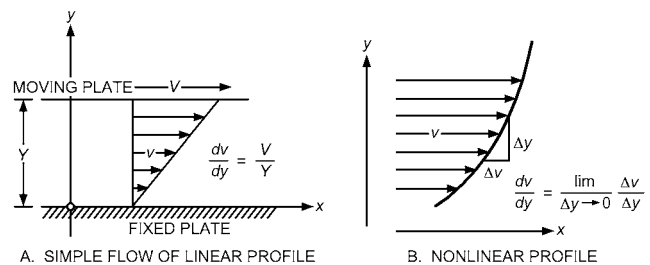 y
MOVING PLATE V
Y
v
dv/dy = V/Y
x
FIXED PLATE
A. SIMPLE FLOW OF LINEAR PROFILE
y
v
Δy
Δv
dv/dy = lim Δy→0 Δv/Δy
x
B. NONLINEAR PROFILE